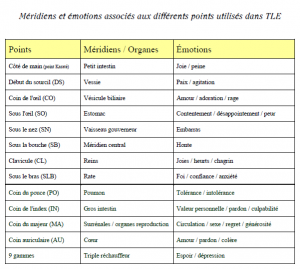 Méridiens et émotions associés aux différents points utilisés dans TLE
Points Méridiens / Organes Émotions
Côté de main (point Karaté) Petit intestin Joie / peine
Début du sourcil (DS) Vessie Paix / agitation
Coin de l'œil (CO) Vésicule biliaire Amour / adoration / rage
Sous l'œil (SO) Estomac Contentement / désappointement / peur
Sous le nez (SN) Vaisseau gouverneur Embarras
Sous la bouche (SB) Méridien central Honte
Clavicule (CL) Reins Joies / heurts / chagrin
Sous le bras (SLB) Rate Foi / confiance / anxiété
Coin du pouce (PO) Poumon Tolérance / intolérance
Coin de l'index (IN) Gros intestin Valeur personnelle / pardon / culpabilité
Coin du majeur (MA) Surrénales / organes reproduction Circulation / sexe / regret / générosité
Coin auriculaire (AU) Cœur Amour / pardon / colère
9 gammes Triple réchauffeur Espoir / dépression